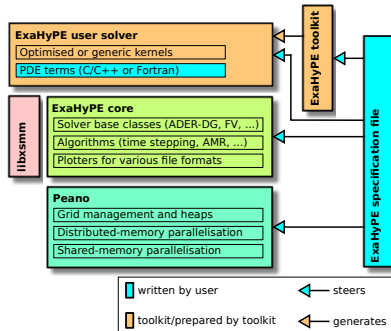 ExaHyPE user solver
Optimised or generic kernels
PDE terms (C/C++ or Fortran)
ExaHyPE toolkit
ExaHyPE specification file
libxsmm
ExaHyPE core
Solver base classes (ADER-DG, FV, ...)
Algorithms (time stepping, AMR, ...)
Plotters for various file formats
Peano
Grid management and heaps
Distributed-memory parallelisation
Shared-memory parallelisation
written by user
steers
toolkit/prepared by toolkit
generates